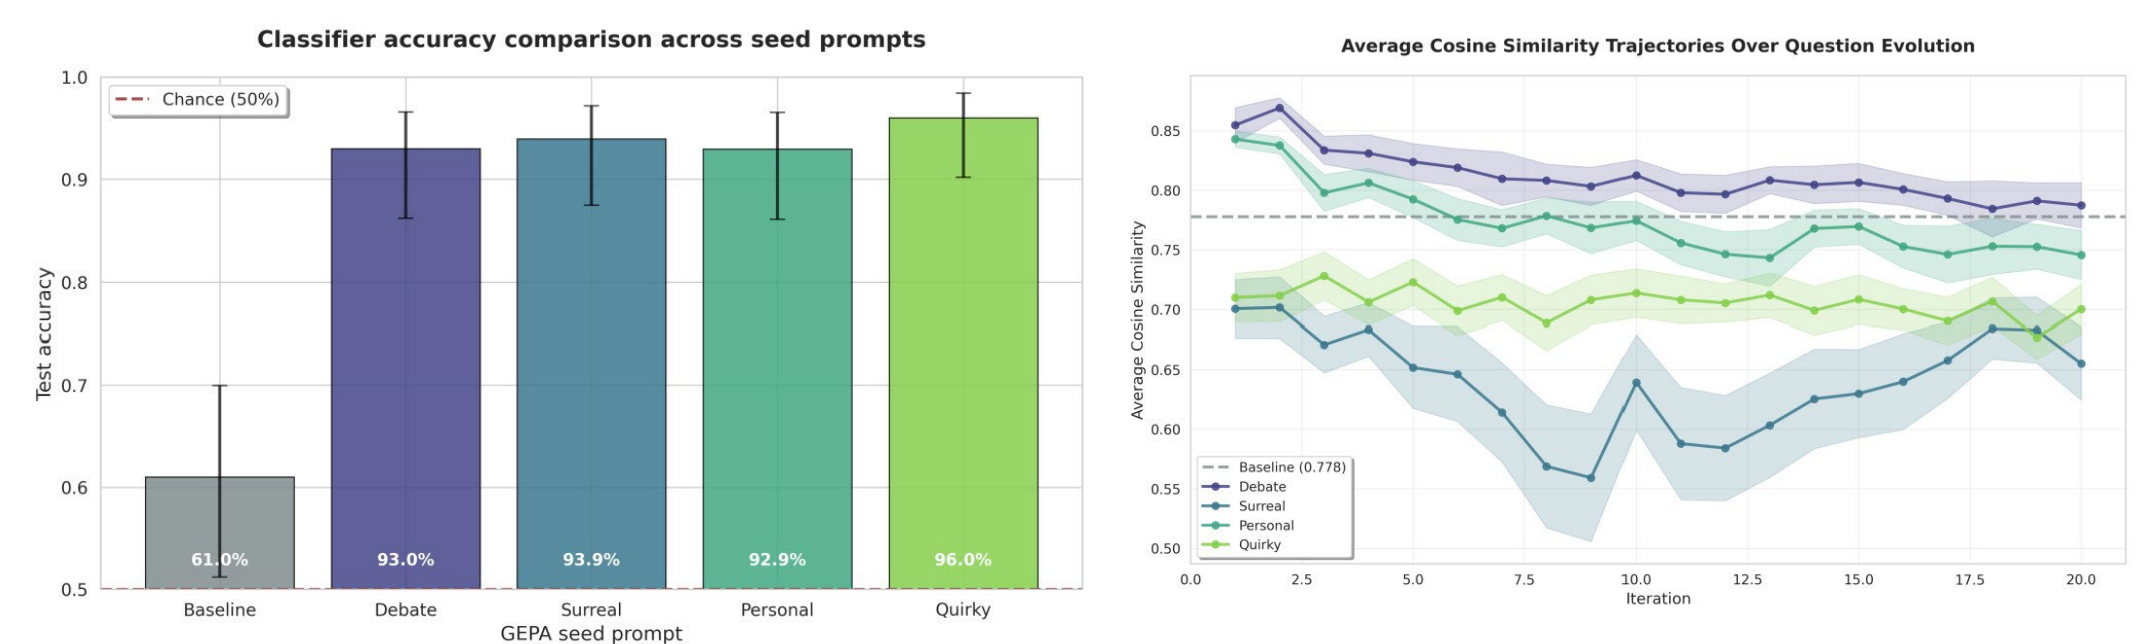 Classifier accuracy comparison across seed prompts
1.0
0.9
0.8
0.7
0.6
0.5
Test accuracy
Chance (50%)
61.0%
93.0%
93.9%
92.9%
96.0%
Baseline
Debate
Surreal
Personal
Quirky
GEPA seed prompt
Average Cosine Similarity Trajectories Over Question Evolution
0.85
0.80
0.75
0.70
0.65
0.60
0.55
0.50
Average Cosine Similarity
Baseline (0.778)
Debate
Surreal
Personal
Quirky
0.0
2.5
5.0
7.5
10.0
12.5
15.0
17.5
20.0
Iteration